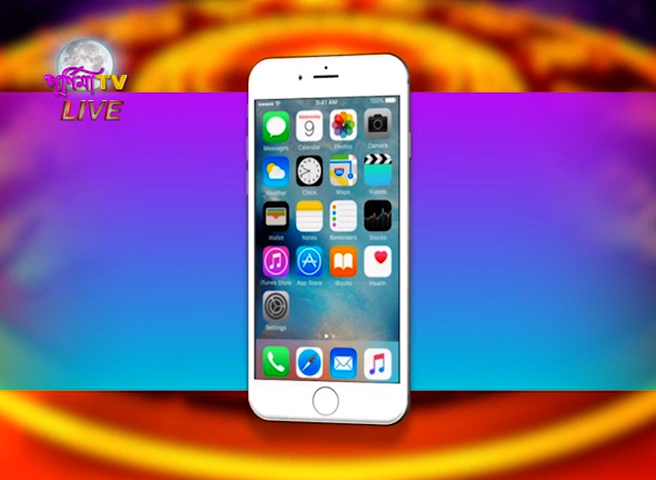 পূর্ণিমা TV
LIVE
9:41 AM 100%
Wednesday
9
Messages Calendar Photos Camera
Weather Clock Maps Videos
Wallet Notes Reminders Stocks
iTunes Store App Store iBooks Health
Settings